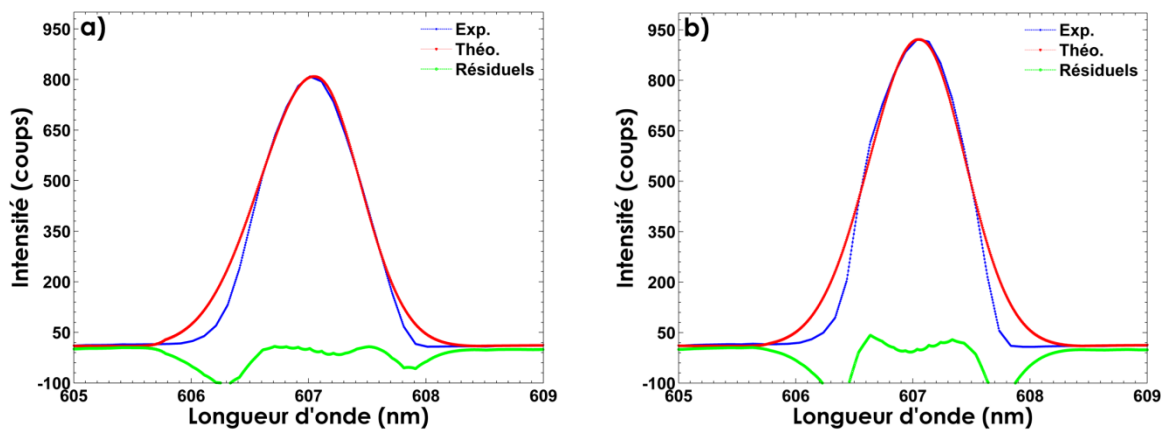 a)
Exp.
Théo.
Résiduels
950
800
650
500
350
200
50
-100
Intensité (coups)
605
606
607
608
609
Longueur d'onde (nm)
b)
Exp.
Théo.
Résiduels
950
800
650
500
350
200
50
-100
Intensité (coups)
605
606
607
608
609
Longueur d'onde (nm)